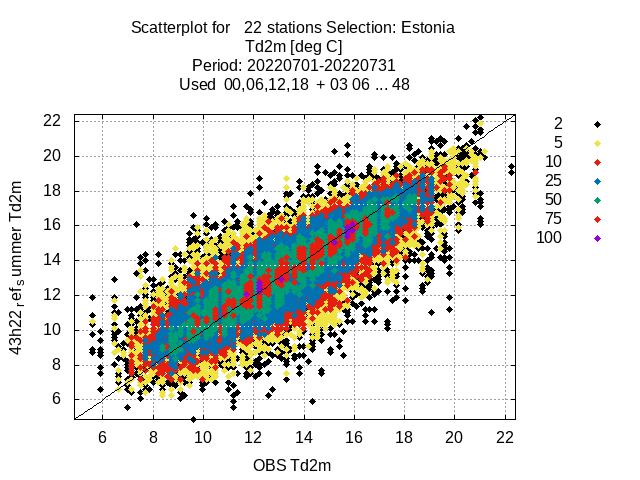 Scatterplot for 22 stations Selection: Estonia
Td2m [deg C]
Period: 20220701-20220731
Used 00,06,12,18 + 03 06 ... 48
22
20
18
16
14
12
10
8
6
43h22ref summer Td2m
6 8 10 12 14 16 18 20 22
OBS Td2m
2
5
10
25
50
75
100